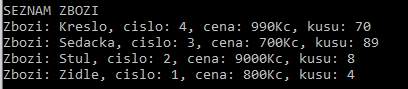 SEZNAM ZBOZI
Zbozi: Kreslo, cislo: 4, cena: 990Kc, kusu: 70
Zbozi: Sedacka, cislo: 3, cena: 700Kc, kusu: 89
Zbozi: Stul, cislo: 2, cena: 9000Kc, kusu: 8
Zbozi: Zidle, cislo: 1, cena: 800Kc, kusu: 4